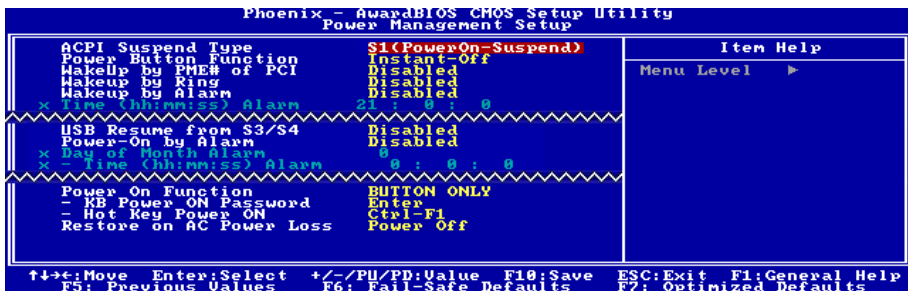 Phoenix - AwardBIOS CMOS Setup Utility
Power Management Setup
ACPI Suspend Type S1(PowerOn-Suspend)
Power Button Function Instant-Off
WakeUp by PME# of PCI Disabled
Wakeup by Ring Disabled
Wakeup by Alarm Disabled
x Time (hh:mm:ss) Alarm 21 : 0 : 0
USB Resume from S3/S4 Disabled
Power-On by Alarm Disabled
x Day of Month Alarm 0
x - Time (hh:mm:ss) Alarm 0 : 0 : 0
Power On Function BUTTON ONLY
- KB Power ON Password Enter
- Hot Key Power ON Ctrl-F1
Restore on AC Power Loss Power Off
Item Help
Menu Level ►
↑↓→←:Move Enter:Select +/-/PU/PD:Value F10:Save ESC:Exit F1:General Help
F5: Previous Values F6: Fail-Safe Defaults F7: Optimized Defaults